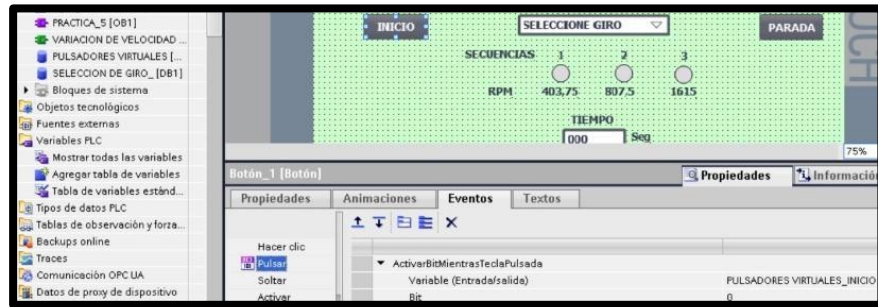 PRACTICA_5 [OB1]
VARIACION DE VELOCIDAD ...
PULSADORES VIRTUALES [...
SELECCION DE GIRO_ [DB1]
Bloques de sistema
Objetos tecnológicos
Fuentes externas
Variables PLC
Mostrar todas las variables
Agregar tabla de variables
Tabla de variables estánd...
Tipos de datos PLC
Tablas de observación y forza...
Backups online
Traces
Comunicación OPC UA
Datos de proxy de dispositivo
INICIO
SELECCIONE GIRO
PARADA
SECUENCIAS 1 2 3
RPM 403,75 807,5 1615
TIEMPO
000 Seg
OUCH
75%
Botón_1 [Botón]
Propiedades
Informació
Propiedades Animaciones Eventos Textos
Hacer clic
Pulsar
Soltar
Activar
ActivarBitMientrasTeclaPulsada
Variable (Entrada/salida) PULSADORES VIRTUALES_INICIO
Bit 0